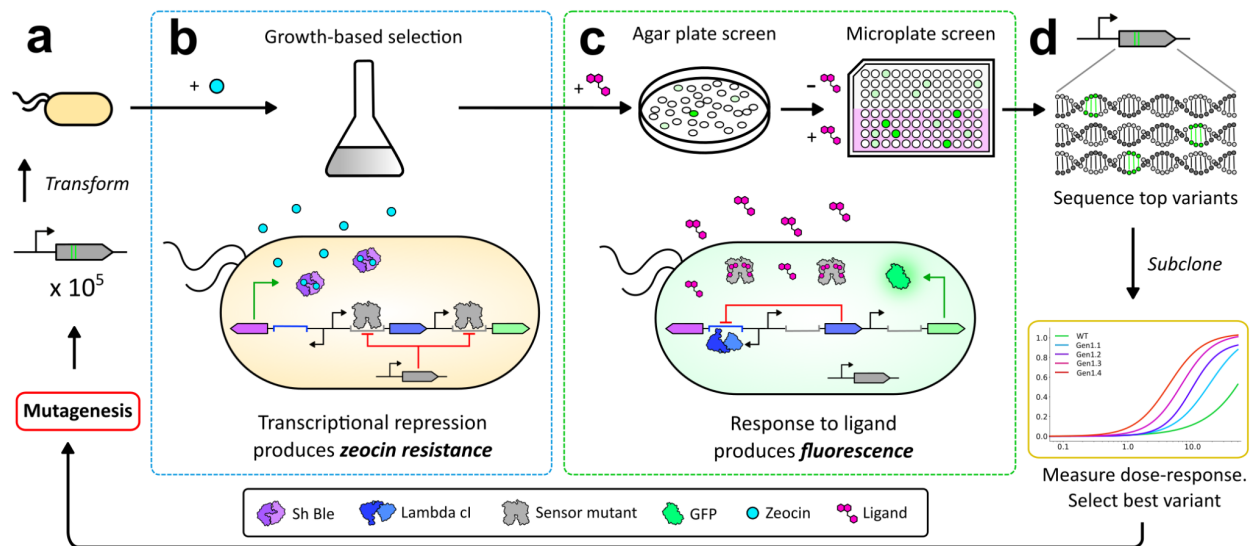 a
Transform
x 10⁵
Mutagenesis
b
Growth-based selection
+
Transcriptional repression
produces zeocin resistance
c
Agar plate screen
Microplate screen
+
–
+
Response to ligand
produces fluorescence
d
Sequence top variants
Subclone
WT
Gen1.1
Gen1.2
Gen1.3
Gen1.4
1.0
0.8
0.6
0.4
0.2
0.0
0.1
1.0
10.0
Measure dose-response.
Select best variant
Sh Ble
Lambda cI
Sensor mutant
GFP
Zeocin
Ligand